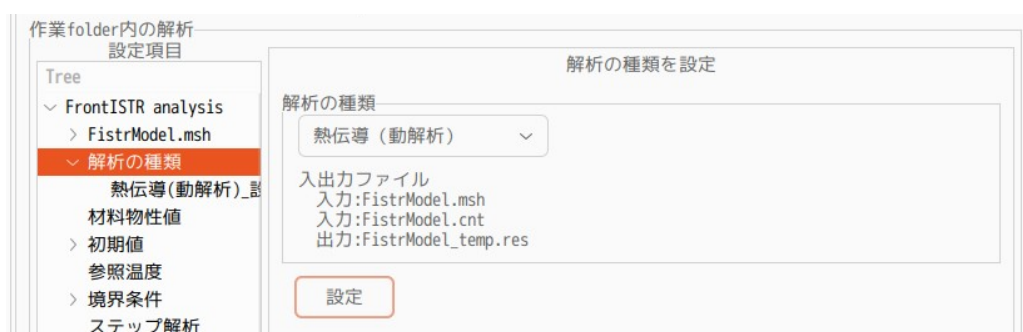 作業folder内の解析
設定項目
Tree
FrontISTR analysis
FistrModel.msh
解析の種類
熱伝導(動解析)_設
材料物性値
初期値
参照温度
境界条件
ステップ解析
解析の種類を設定
解析の種類
熱伝導（動解析）
入出力ファイル
入力:FistrModel.msh
入力:FistrModel.cnt
出力:FistrModel_temp.res
設定